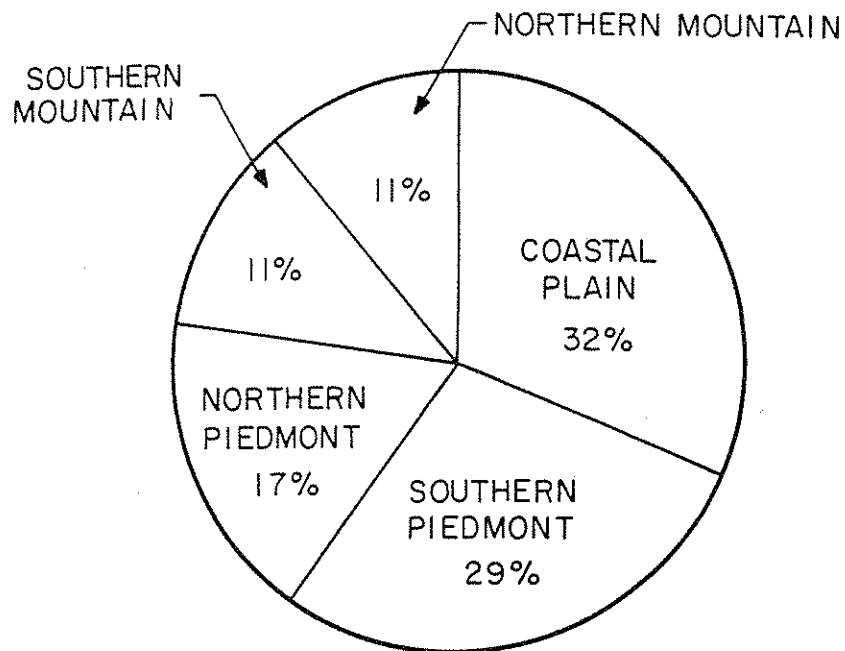 NORTHERN MOUNTAIN
SOUTHERN
MOUNTAIN
11%
11%
COASTAL
PLAIN
32%
NORTHERN
PIEDMONT
17%
SOUTHERN
PIEDMONT
29%